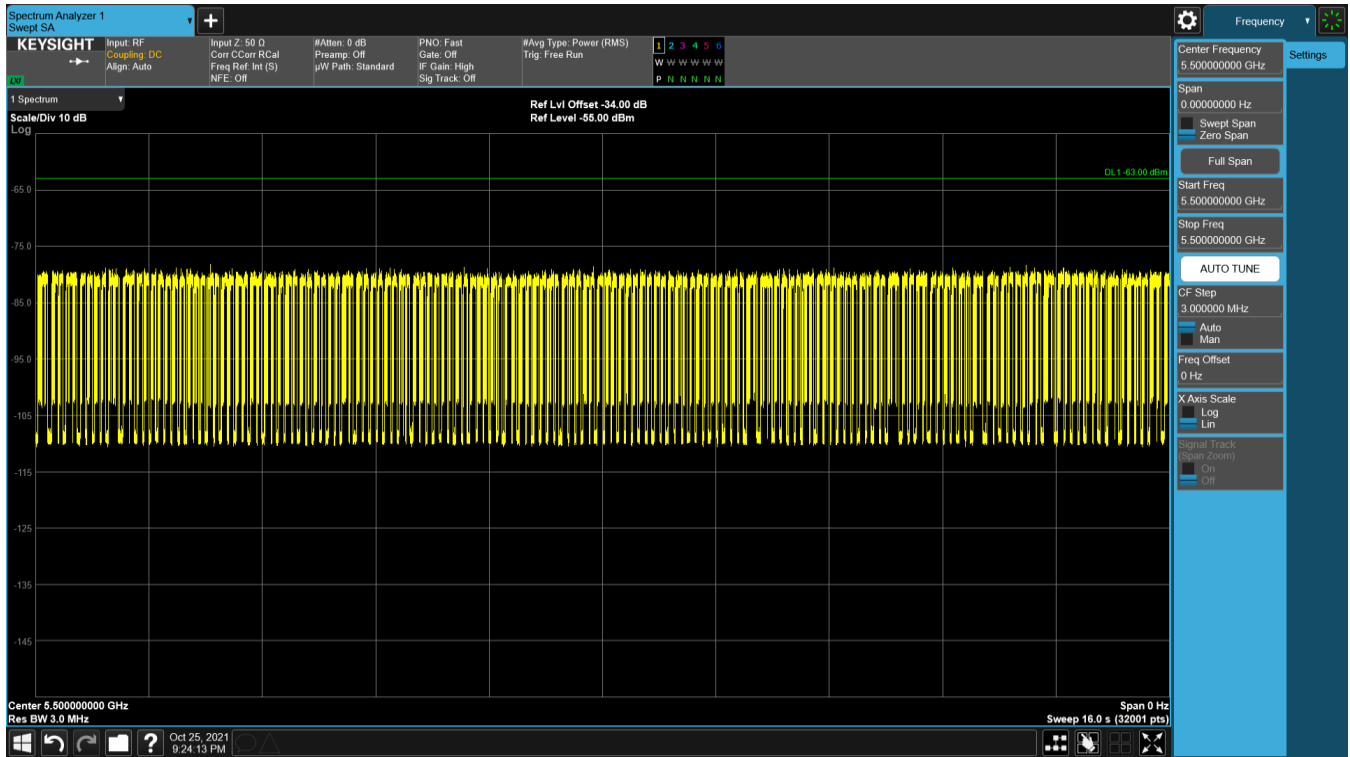 Spectrum Analyzer 1
Swept SA
Frequency
KEYSIGHT
Input: RF
Coupling: DC
Align: Auto
Input Z: 50 Ω
Corr CCorr RCal
Freq Ref: Int (S)
NFE: Off
#Atten: 0 dB
Preamp: Off
µW Path: Standard
PNO: Fast
Gate: Off
IF Gain: High
Sig Track: Off
#Avg Type: Power (RMS)
Trig: Free Run
1 2 3 4 5 6
W W W W W W
P N N N N N
LXI
1 Spectrum
Scale/Div 10 dB
Log
Ref Lvl Offset -34.00 dB
Ref Level -55.00 dBm
DL1 -63.00 dBm
-65.0
-75.0
-85.0
-95.0
-105
-115
-125
-135
-145
Center 5.500000000 GHz
Res BW 3.0 MHz
Span 0 Hz
Sweep 16.0 s (32001 pts)
Oct 25, 2021
9:24:13 PM
?
Center Frequency
5.500000000 GHz
Settings
Span
0.00000000 Hz
Swept Span
Zero Span
Full Span
Start Freq
5.500000000 GHz
Stop Freq
5.500000000 GHz
AUTO TUNE
CF Step
3.000000 MHz
Auto
Man
Freq Offset
0 Hz
X Axis Scale
Log
Lin
Signal Track
(Span Zoom)
On
Off